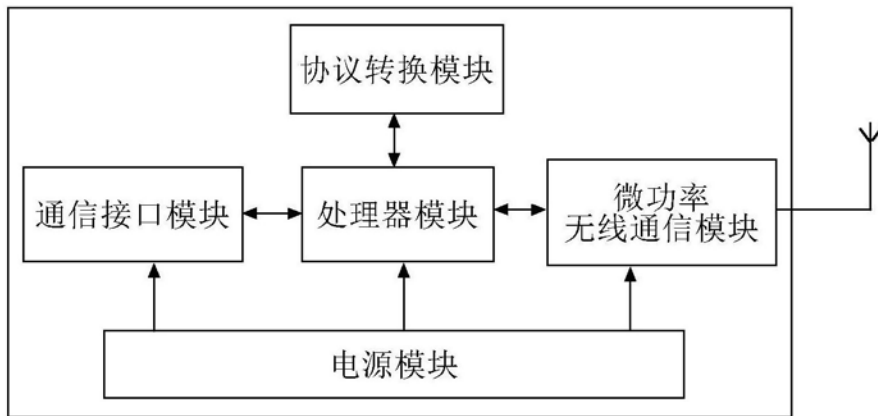 协议转换模块
通信接口模块
处理器模块
微功率
无线通信模块
电源模块